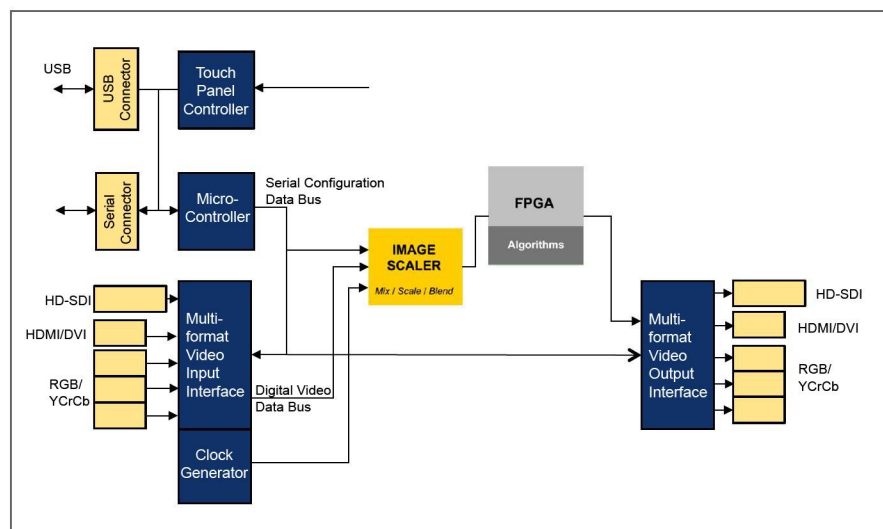 USB
USB
Connector
Touch
Panel
Controller
Serial
Connector
Micro-
Controller
Serial Configuration
Data Bus
FPGA
Algorithms
IMAGE
SCALER
Mix / Scale / Blend
HD-SDI
HDMI/DVI
RGB/
YCrCb
Multi-
format
Video
Input
Interface
Digital Video
Data Bus
Clock
Generator
Multi-
format
Video
Output
Interface
HD-SDI
HDMI/DVI
RGB/
YCrCb